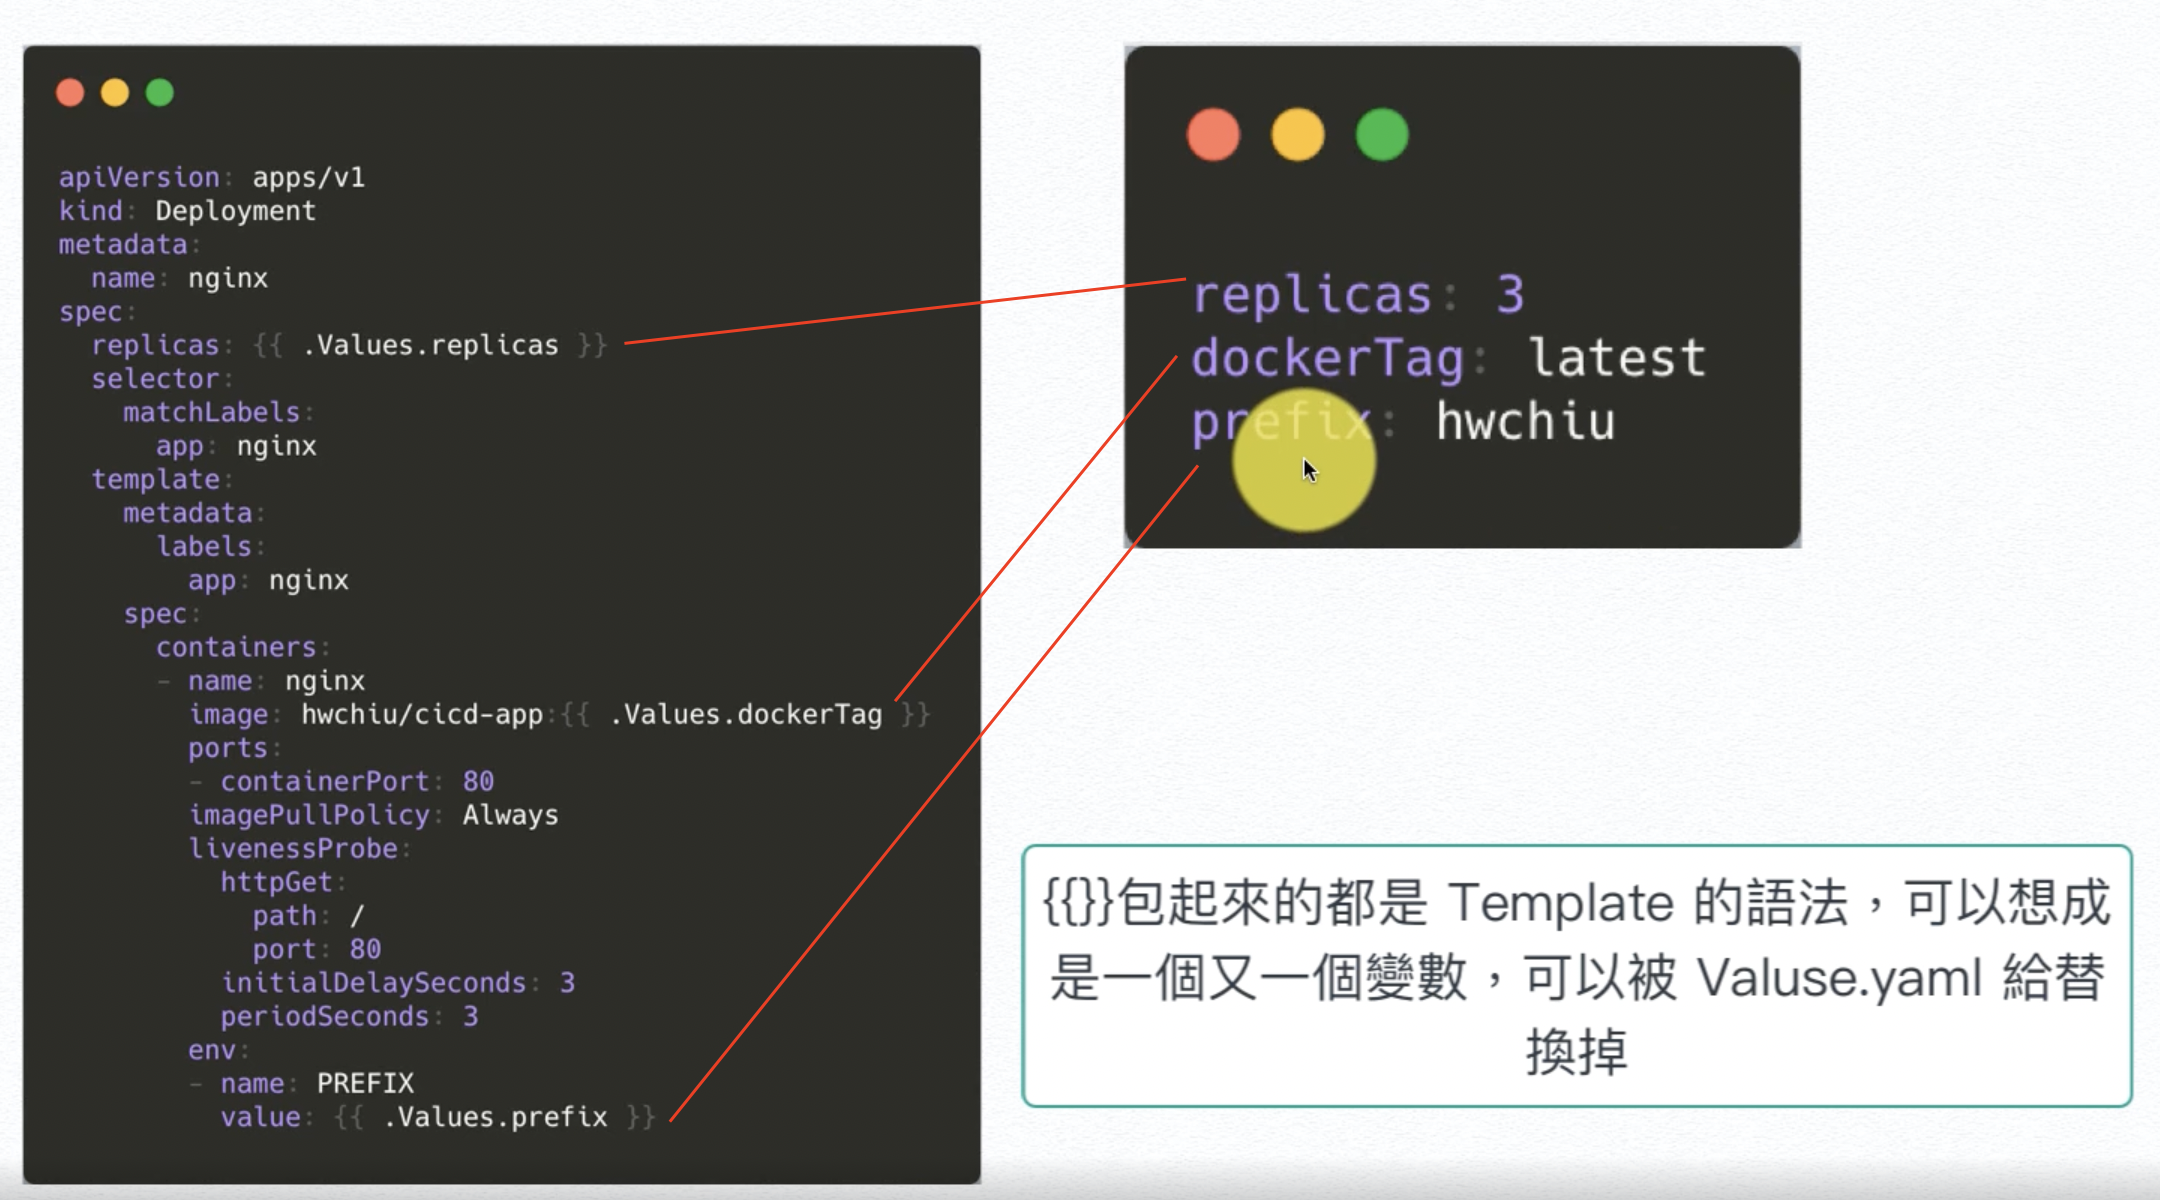 apiVersion: apps/v1
kind: Deployment
metadata:
  name: nginx
spec:
  replicas: {{ .Values.replicas }}
  selector:
    matchLabels:
      app: nginx
  template:
    metadata:
      labels:
        app: nginx
    spec:
      containers:
      - name: nginx
        image: hwchiu/cicd-app:{{ .Values.dockerTag }}
        ports:
        - containerPort: 80
        imagePullPolicy: Always
        livenessProbe:
          httpGet:
            path: /
            port: 80
          initialDelaySeconds: 3
          periodSeconds: 3
        env:
        - name: PREFIX
          value: {{ .Values.prefix }}
replicas: 3
dockerTag: latest
prefix: hwchiu
{{}}包起來的都是 Template 的語法，可以想成
是一個又一個變數，可以被 Valuse.yaml 給替
換掉